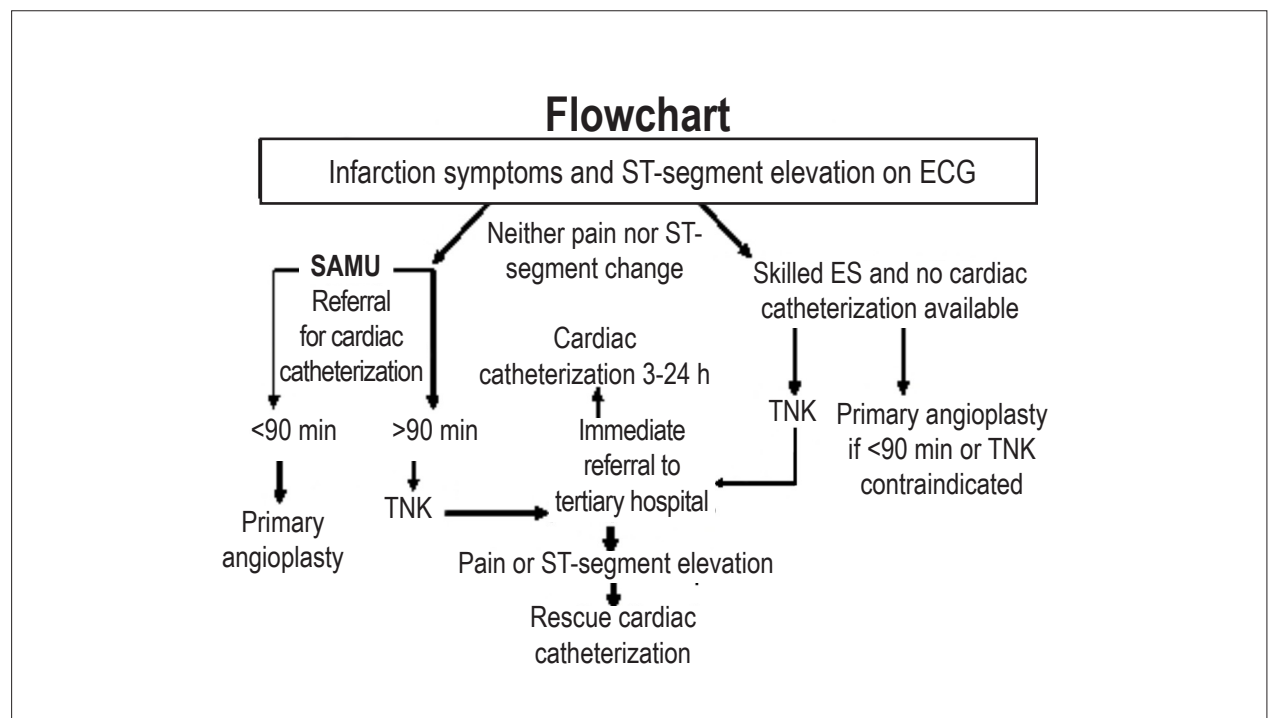 Flowchart
Infarction symptoms and ST-segment elevation on ECG
Neither pain nor ST-
segment change
SAMU
Referral
for cardiac
catheterization
<90 min
>90 min
Primary
angioplasty
TNK
Cardiac
catheterization 3-24 h
Immediate
referral to
tertiary hospital
Pain or ST-segment elevation
Rescue cardiac
catheterization
Skilled ES and no cardiac
catheterization available
TNK
Primary angioplasty
if <90 min or TNK
contraindicated